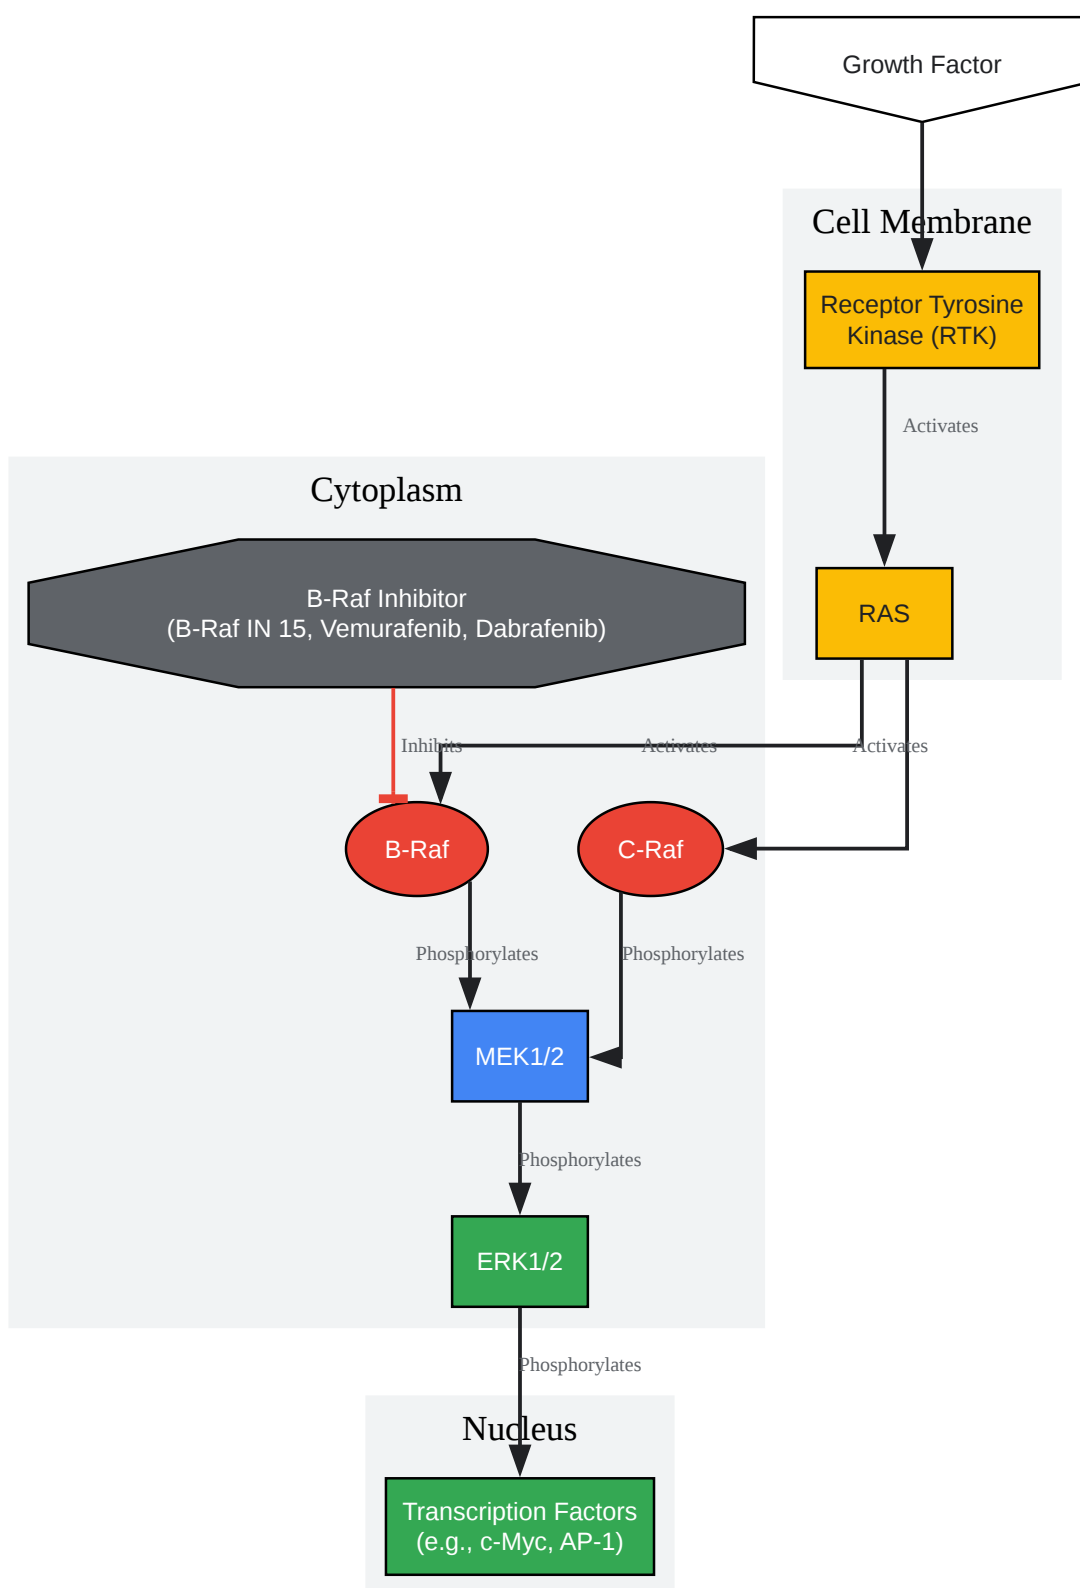 Growth Factor
Cell Membrane
Receptor Tyrosine
Kinase (RTK)
Activates
Cytoplasm
B-Raf Inhibitor
(B-Raf IN 15, Vemurafenib, Dabrafenib)
RAS
Inhibits
Activates
Activates
B-Raf
C-Raf
Phosphorylates
Phosphorylates
MEK1/2
Phosphorylates
ERK1/2
Phosphorylates
Nucleus
Transcription Factors
(e.g., c-Myc, AP-1)